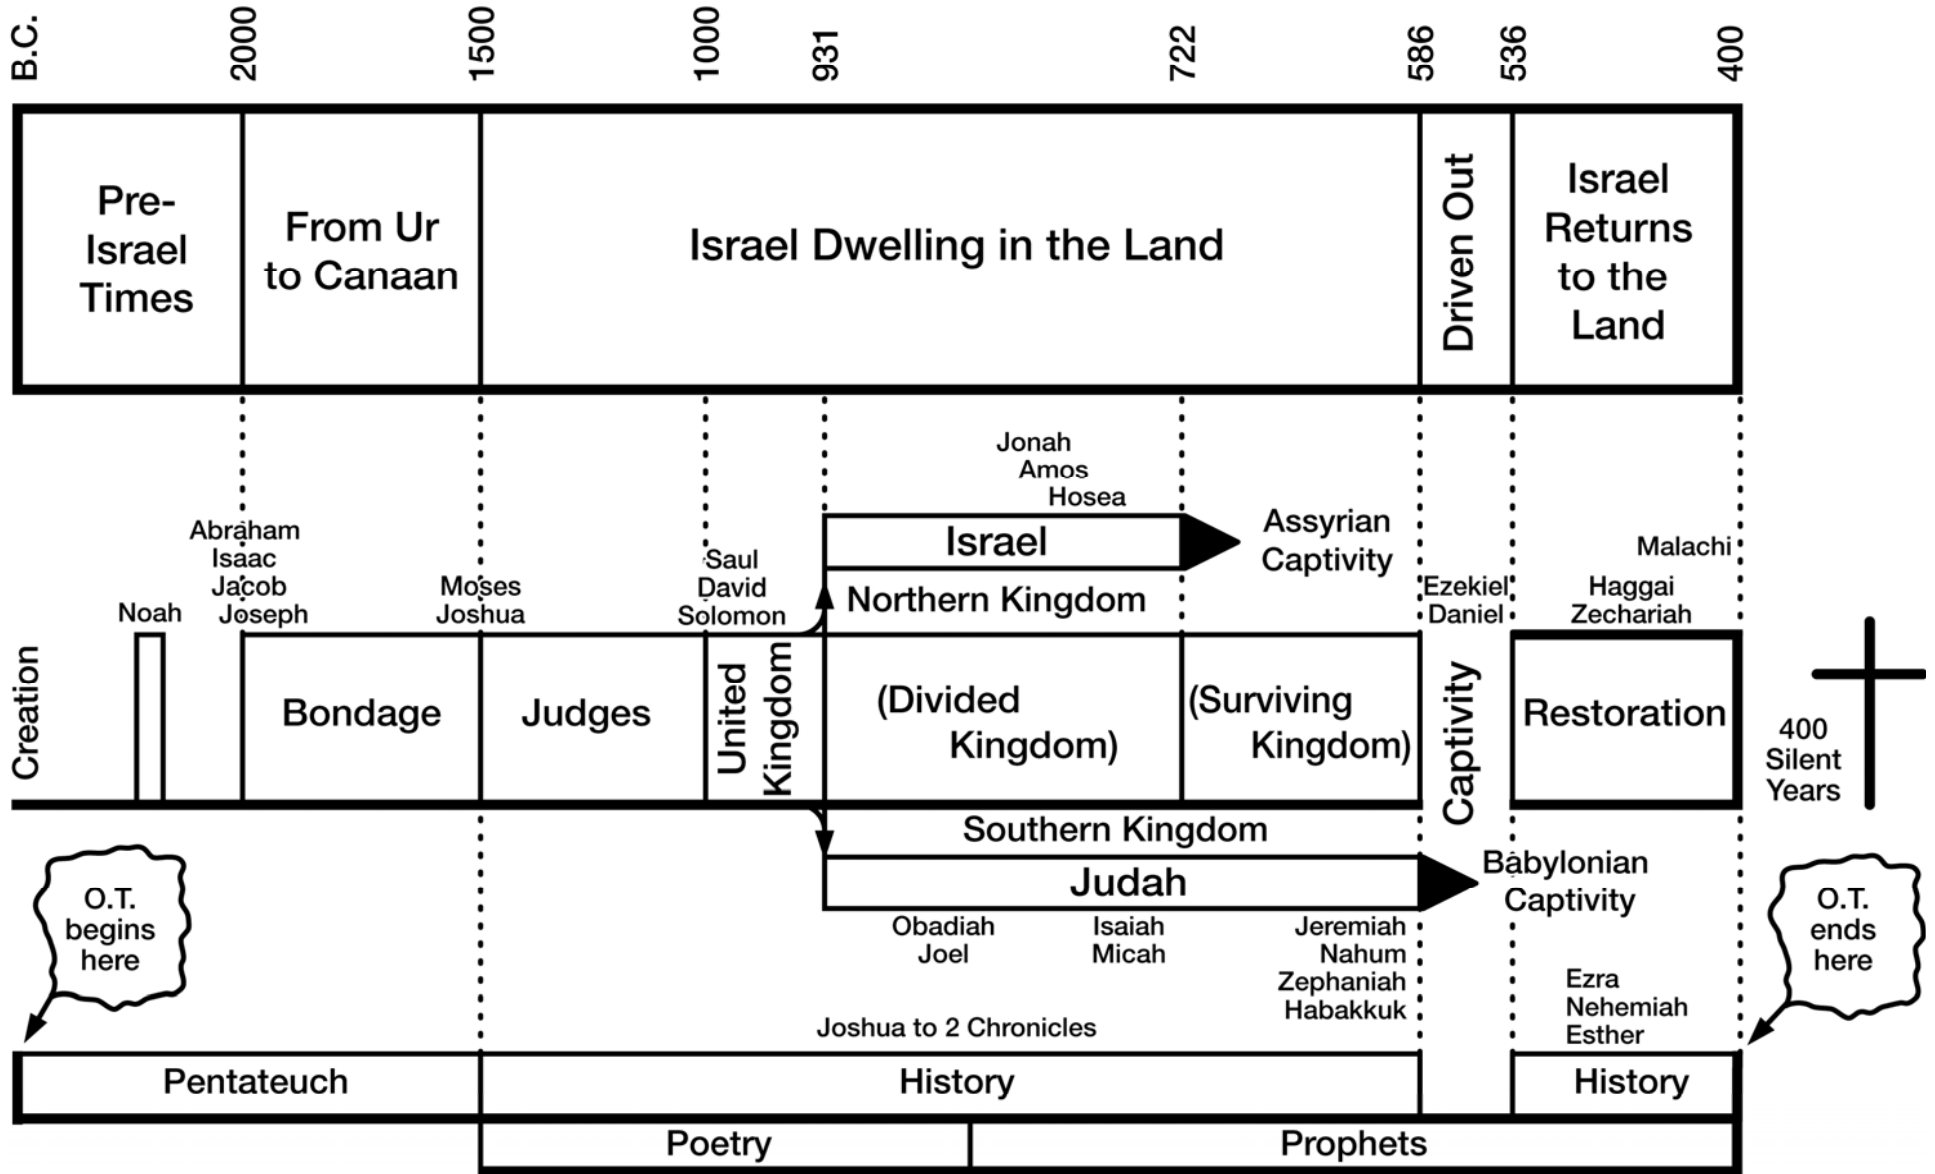 B.C.
2000
1500
1000
931
722
586
536
400
Pre-
Israel
Times
From Ur
to Canaan
Israel Dwelling in the Land
Driven Out
Israel
Returns
to the
Land
Jonah
Amos
Hosea
Israel
Assyrian
Captivity
Northern Kingdom
Noah
Abraham
Isaac
Jacob
Joseph
Moses
Joshua
Saul
David
Solomon
Ezekiel
Daniel
Malachi
Haggai
Zechariah
Creation
Bondage
Judges
United
Kingdom
(Divided
Kingdom)
(Surviving
Kingdom)
Captivity
Restoration
400
Silent
Years
Southern Kingdom
Judah
Babylonian
Captivity
Obadiah
Joel
Isaiah
Micah
Jeremiah
Nahum
Zephaniah
Habakkuk
O.T.
begins
here
O.T.
ends
here
Ezra
Nehemiah
Esther
Joshua to 2 Chronicles
Pentateuch
History
History
Poetry
Prophets